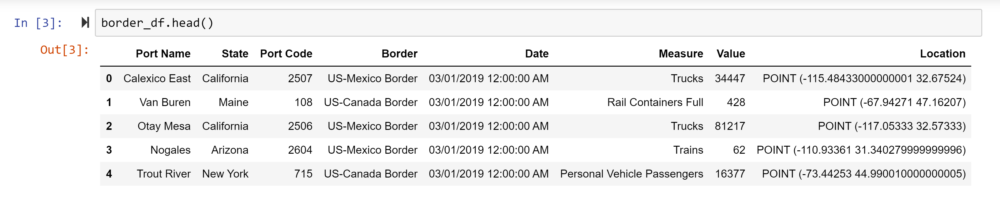 In [3]: border_df.head()
Out[3]:
Port Name State Port Code Border Date Measure Value Location
0 Calexico East California 2507 US-Mexico Border 03/01/2019 12:00:00 AM Trucks 34447 POINT (-115.48433000000001 32.67524)
1 Van Buren Maine 108 US-Canada Border 03/01/2019 12:00:00 AM Rail Containers Full 428 POINT (-67.94271 47.16207)
2 Otay Mesa California 2506 US-Mexico Border 03/01/2019 12:00:00 AM Trucks 81217 POINT (-117.05333 32.57333)
3 Nogales Arizona 2604 US-Mexico Border 03/01/2019 12:00:00 AM Trains 62 POINT (-110.93361 31.340279999999996)
4 Trout River New York 715 US-Canada Border 03/01/2019 12:00:00 AM Personal Vehicle Passengers 16377 POINT (-73.44253 44.990010000000005)